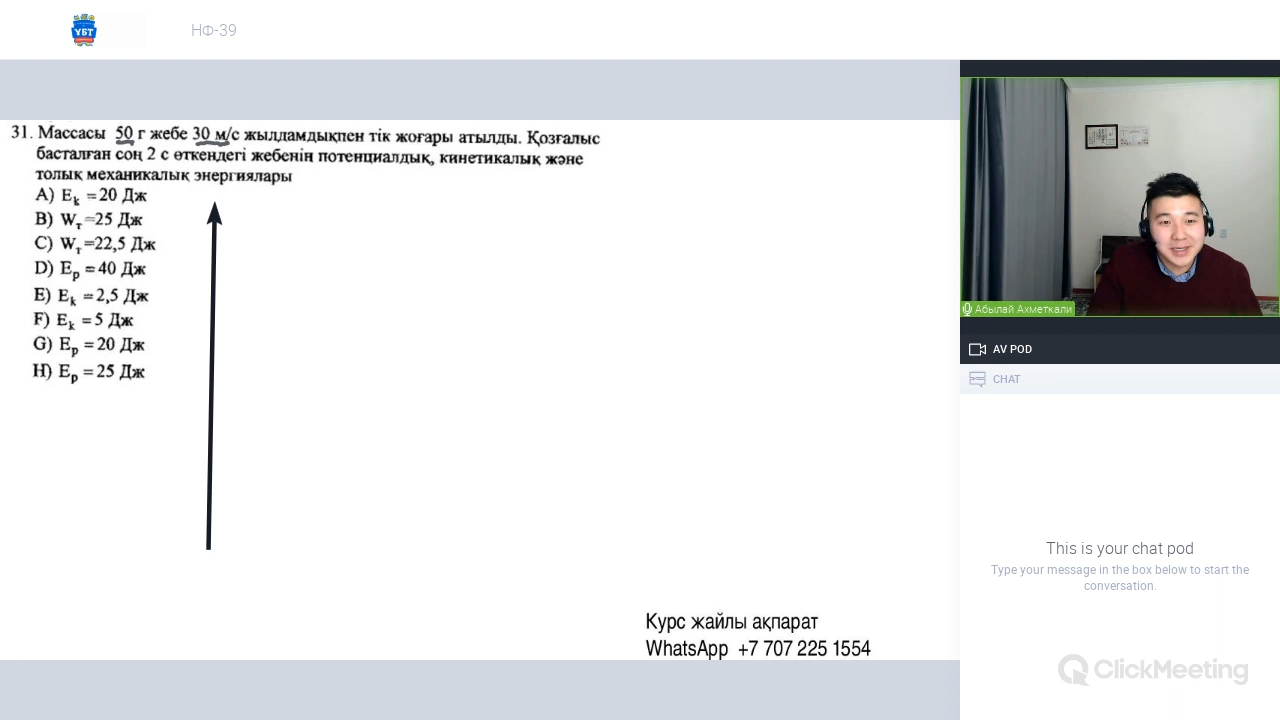 ҰБТ
НФ-39
31. Массасы 50 г жебе 30 м/с жылдамдықпен тік жоғары атылды. Қозғалыс
басталған соң 2 с өткендегі жебенің потенциалдық, кинетикалық және
толық механикалық энергиялары
A) Ek =20 Дж
B) Wт=25 Дж
C) Wт=22,5 Дж
D) Ep =40 Дж
E) Ek =2,5 Дж
F) Ek =5 Дж
G) Ep =20 Дж
H) Ep =25 Дж
Курс жайлы ақпарат
WhatsApp +7 707 225 1554
Абылай Ахметкали
AV POD
CHAT
This is your chat pod
Type your message in the box below to start the
conversation.
ClickMeeting